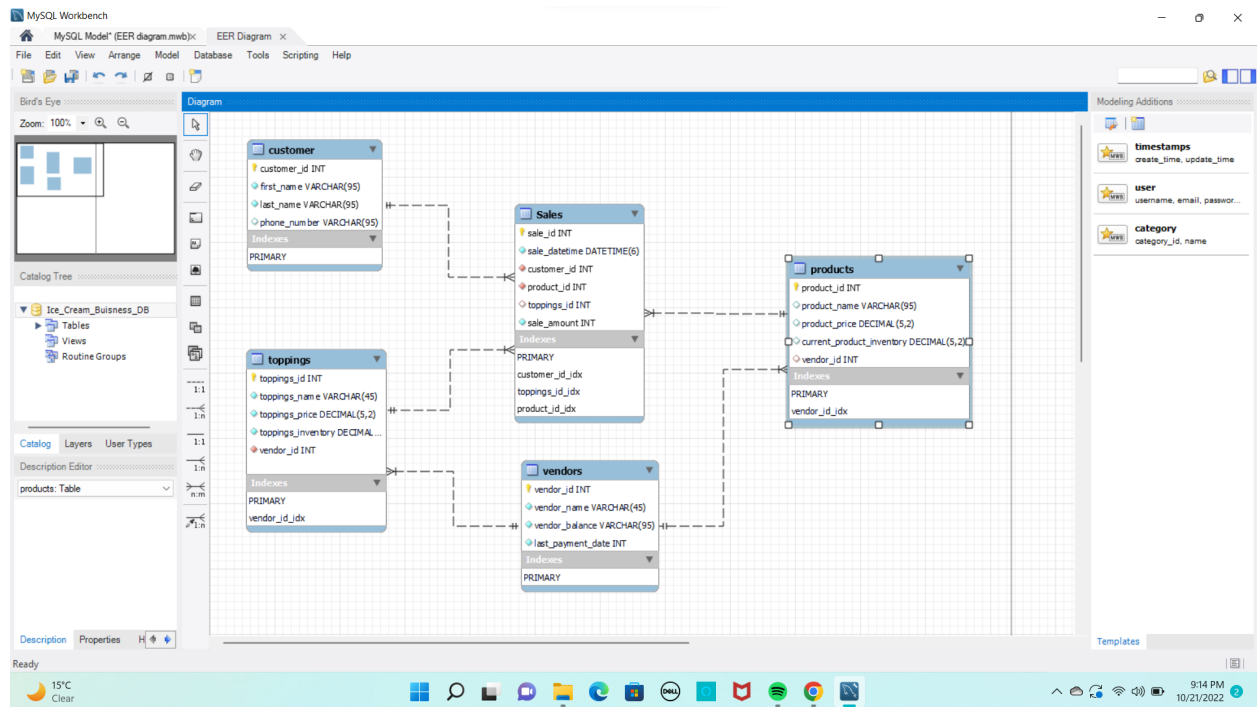 MySQL Workbench
MySQL Model* (EER diagram.mwb) ×
EER Diagram ×
File Edit View Arrange Model Database Tools Scripting Help
Bird's Eye
Zoom: 100%
Diagram
Modeling Additions
timestamps
create_time, update_time
user
username, email, passwor...
category
category_id, name
customer
customer_id INT
first_name VARCHAR(95)
last_name VARCHAR(95)
phone_number VARCHAR(95)
Indexes
PRIMARY
Sales
sale_id INT
sale_datetime DATETIME(6)
customer_id INT
product_id INT
toppings_id INT
sale_amount INT
Indexes
PRIMARY
customer_id_idx
toppings_id_idx
product_id_idx
products
product_id INT
product_name VARCHAR(95)
product_price DECIMAL(5,2)
current_product_inventory DECIMAL(5,2)
vendor_id INT
Indexes
PRIMARY
vendor_id_idx
toppings
toppings_id INT
toppings_name VARCHAR(45)
toppings_price DECIMAL(5,2)
toppings_inventory DECIMAL...
vendor_id INT
Indexes
PRIMARY
vendor_id_idx
vendors
vendor_id INT
vendor_name VARCHAR(45)
vendor_balance VARCHAR(95)
last_payment_date INT
Indexes
PRIMARY
Catalog Tree
Ice_Cream_Buisness_DB
Tables
Views
Routine Groups
Catalog Layers User Types
Description Editor
products: Table
1:1
1:n
1:1
1:n
n:m
1:n
Description Properties H
Templates
Ready
15°C
Clear
DELL
9:14 PM
10/21/2022
2